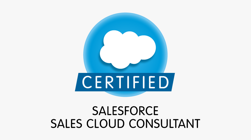 CERTIFIED
SALESFORCE
SALES CLOUD CONSULTANT